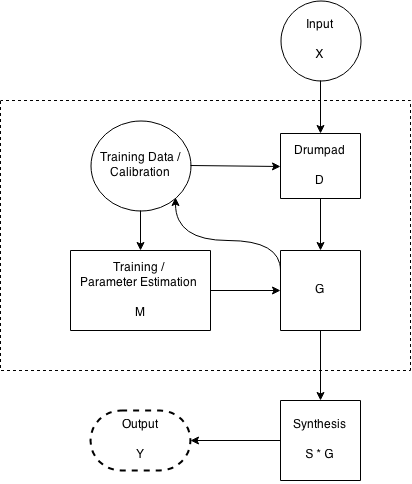 Input
X
Drumpad
D
Training Data /
Calibration
Training /
Parameter Estimation
M
G
Synthesis
S * G
Output
Y